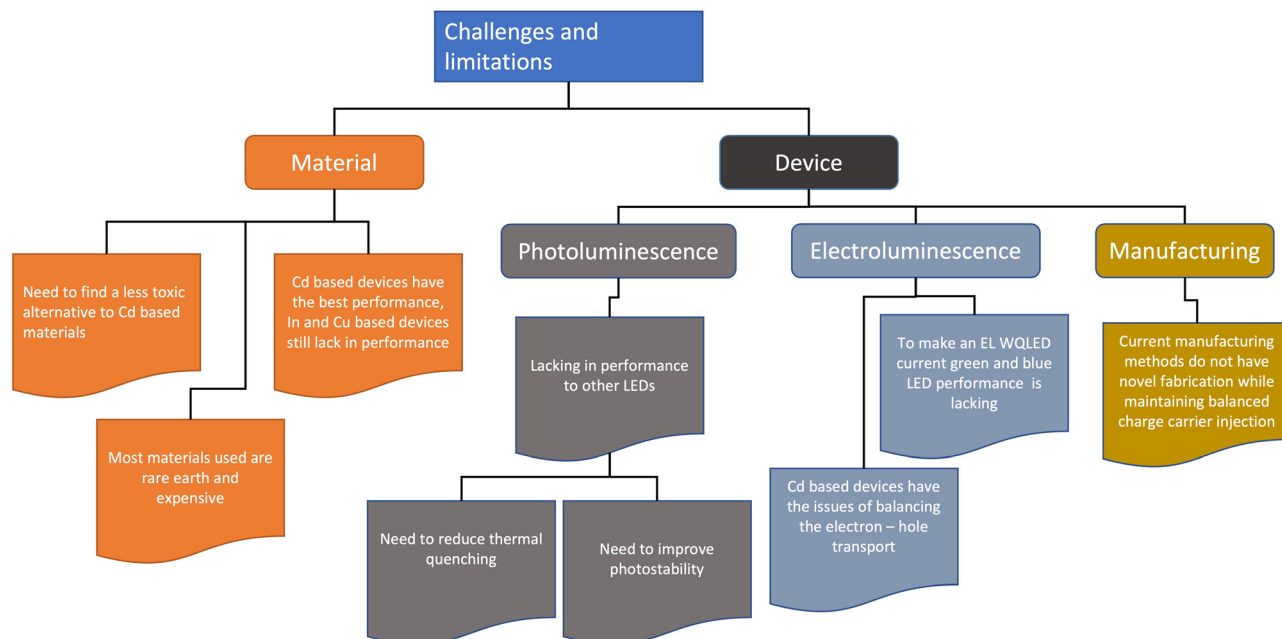 Challenges and
limitations
Material
Device
Photoluminescence
Electroluminescence
Manufacturing
Need to find a less toxic
alternative to Cd based
materials
Cd based devices have
the best performance,
In and Cu based devices
still lack in performance
Most materials used are
rare earth and
expensive
Lacking in performance
to other LEDs
Need to reduce thermal
quenching
Need to improve
photostability
To make an EL WQLED
current green and blue
LED performance is
lacking
Cd based devices have
the issues of balancing
the electron – hole
transport
Current manufacturing
methods do not have
novel fabrication while
maintaining balanced
charge carrier injection